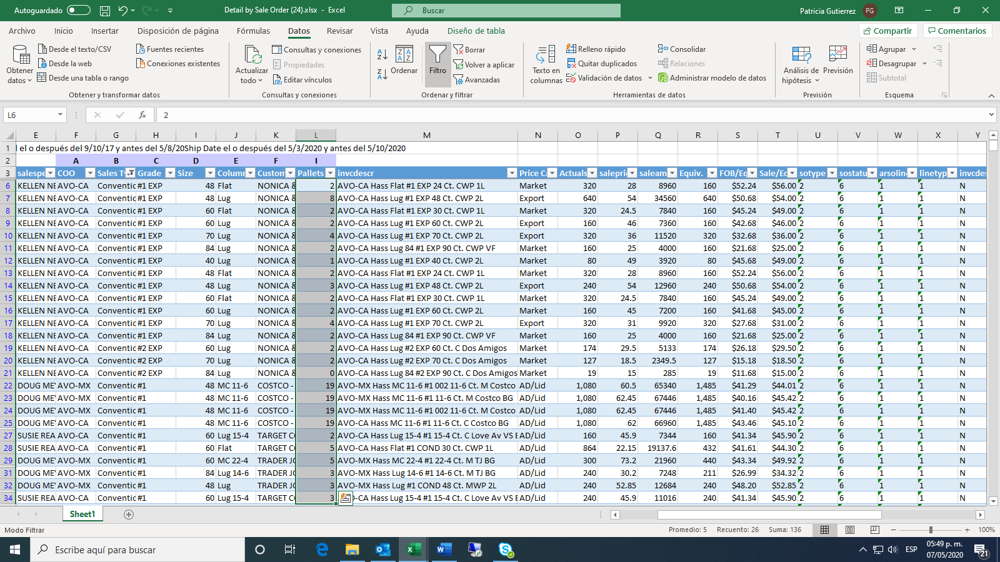 Autoguardado
Detail by Sale Order (24).xlsx - Excel
Buscar
Patricia Gutierrez PG
Archivo Inicio Insertar Disposición de página Fórmulas Datos Revisar Vista Ayuda Diseño de tabla Compartir Comentarios
Obtener datos
Desde el texto/CSV
Desde la web
Desde una tabla o rango
Fuentes recientes
Conexiones existentes
Obtener y transformar datos
Actualizar todo
Consultas y conexiones
Propiedades
Editar vínculos
Consultas y conexiones
Ordenar
Filtro
Borrar
Volver a aplicar
Avanzadas
Ordenar y filtrar
Texto en columnas
Relleno rápido
Quitar duplicados
Validación de datos
Consolidar
Relaciones
Administrar modelo de datos
Herramientas de datos
Análisis de hipótesis
Previsión
Previsión
Agrupar
Desagrupar
Subtotal
Esquema
L6 fx 2
E F G H I J K L M N O P Q R S T U V W X Y
1 l el o después del 9/10/17 y antes del 5/8/20Ship Date el o después del 5/3/2020 y antes del 5/10/2020
2 A B C D E F I
3 salespe COO Sales Ty Grade Size Column Custom Pallets invcdescr Price Ca Actuals salepric saleam Equiv. FOB/Eq Sale/Ec sotype sostatu arsoline linetyp invcdes
6 KELLEN NE AVO-CA Conventic #1 EXP 48 Flat NONICA & 2 AVO-CA Hass Flat #1 EXP 24 Ct. CWP 1L Market 320 28 8960 160 $52.24 $56.00 2 6 1 1 N
7 KELLEN NE AVO-CA Conventic #1 EXP 48 Lug NONICA & 8 AVO-CA Hass Lug #1 EXP 48 Ct. CWP 2L Export 640 54 34560 640 $50.68 $54.00 2 6 1 1 N
8 KELLEN NE AVO-CA Conventic #1 EXP 60 Flat NONICA & 2 AVO-CA Hass Flat #1 EXP 30 Ct. CWP 1L Market 320 24.5 7840 160 $45.24 $49.00 2 6 1 1 N
9 KELLEN NE AVO-CA Conventic #1 EXP 60 Lug NONICA & 2 AVO-CA Hass Lug #1 EXP 60 Ct. CWP 2L Export 160 46 7360 160 $42.68 $46.00 2 6 1 1 N
10 KELLEN NE AVO-CA Conventic #1 EXP 70 Lug NONICA & 4 AVO-CA Hass Lug #1 EXP 70 Ct. CWP 2L Export 320 36 11520 320 $32.68 $36.00 2 6 1 1 N
11 KELLEN NE AVO-CA Conventic #1 EXP 84 Lug NONICA & 2 AVO-CA Hass Lug 84 #1 EXP 90 Ct. CWP VF Market 160 25 4000 160 $21.68 $25.00 2 6 1 1 N
12 KELLEN NE AVO-CA Conventic #1 EXP 40 Lug NONICA & 1 AVO-CA Hass Lug #1 EXP 40 Ct. CWP 2L Market 80 49 3920 80 $45.68 $49.00 2 6 1 1 N
13 KELLEN NE AVO-CA Conventic #1 EXP 48 Flat NONICA & 2 AVO-CA Hass Flat #1 EXP 24 Ct. CWP 1L Market 320 28 8960 160 $52.24 $56.00 2 6 1 1 N
14 KELLEN NE AVO-CA Conventic #1 EXP 48 Lug NONICA & 3 AVO-CA Hass Lug #1 EXP 48 Ct. CWP 2L Export 240 54 12960 240 $50.68 $54.00 2 6 1 1 N
15 KELLEN NE AVO-CA Conventic #1 EXP 60 Flat NONICA & 2 AVO-CA Hass Flat #1 EXP 30 Ct. CWP 1L Market 320 24.5 7840 160 $45.24 $49.00 2 6 1 1 N
16 KELLEN NE AVO-CA Conventic #1 EXP 60 Lug NONICA & 2 AVO-CA Hass Lug #1 EXP 60 Ct. CWP 2L Market 160 45 7200 160 $41.68 $45.00 2 6 1 1 N
17 KELLEN NE AVO-CA Conventic #1 EXP 70 Lug NONICA & 4 AVO-CA Hass Lug #1 EXP 70 Ct. CWP 2L Export 320 31 9920 320 $27.68 $31.00 2 6 1 1 N
18 KELLEN NE AVO-CA Conventic #1 EXP 84 Lug NONICA & 2 AVO-CA Hass Lug 84 #1 EXP 90 Ct. CWP VF Market 160 25 4000 160 $21.68 $25.00 2 6 1 1 N
19 KELLEN NE AVO-CA Conventic #2 EXP 60 Lug NONICA & 2 AVO-CA Hass Lug #2 EXP 60 Ct. C Dos Amigos Market 174 29.5 5133 174 $26.18 $29.50 2 6 1 1 N
20 KELLEN NE AVO-CA Conventic #2 EXP 70 Lug NONICA & 2 AVO-CA Hass Lug #2 EXP 70 Ct. C Dos Amigos Market 127 18.5 2349.5 127 $15.18 $18.50 2 6 1 1 N
21 KELLEN NE AVO-CA Conventic #2 EXP 84 Lug NONICA & 0 AVO-CA Hass Lug 84 #2 EXP 90 Ct. C Dos Amigos Market 19 15 285 19 $11.68 $15.00 2 6 1 1 N
22 DOUG MEY AVO-MX Conventic #1 48 MC 11-6 COSTCO - 19 AVO-MX Hass MC 11-6 #1 002 11-6 Ct. M Costco AD/Lid 1,080 60.5 65340 1,485 $41.29 $44.01 2 6 1 1 N
23 DOUG MEY AVO-MX Conventic #1 48 MC 11-6 COSTCO - 19 AVO-MX Hass MC 11-6 #1 11-6 Ct. M Costco BG AD/Lid 1,080 62.45 67446 1,485 $40.16 $45.42 2 6 1 1 N
24 DOUG MEY AVO-MX Conventic #1 48 MC 11-6 COSTCO - 19 AVO-MX Hass MC 11-6 #1 002 11-6 Ct. M Costco AD/Lid 1,080 62.45 67446 1,485 $41.40 $45.42 2 6 1 1 N
25 DOUG MEY AVO-CA Conventic #1 48 MC 11-6 COSTCO - 19 AVO-CA Hass MC 11-6 #1 11-6 Ct. C Costco BG AD/Lid 1,080 62 66960 1,485 $43.46 $45.10 2 6 1 1 N
27 SUSIE REA AVO-CA Conventic #1 60 Lug 15-4 TARGET CO 2 AVO-CA Hass Lug 15-4 #1 15-4 Ct. C Love Av VS E AD/Lid 160 45.9 7344 160 $41.34 $45.90 2 6 1 1 N
28 SUSIE REA AVO-CA Conventic #1 60 Flat TARGET CO 5 AVO-CA Hass Flat #1 COND 30 Ct. CWP 1L AD/Lid 864 22.15 19137.6 432 $41.61 $44.30 2 6 1 1 N
29 DOUG MEY AVO-MX Conventic #1 60 MC 22-4 TRADER JO 5 AVO-MX Hass MC 22-4 #1 22-4 Ct. M TJ BG AD/Lid 300 73.2 21960 440 $43.34 $49.92 2 6 1 1 N
31 DOUG MEY AVO-MX Conventic #1 84 Lug 14-6 TRADER JO 3 AVO-MX Hass Lug 14-6 #1 14-6 Ct. M TJ BG AD/Lid 240 30.2 7248 211 $26.99 $34.32 2 6 1 1 N
32 DOUG MEY AVO-MX Conventic #1 48 Lug TRADER JO 3 AVO-MX Hass Lug #1 COND 48 Ct. MWP 2L AD/Lid 240 52.85 12684 240 $48.20 $52.85 2 6 1 1 N
34 SUSIE REA AVO-CA Conventic #1 60 Lug 15-4 TARGET CO 3 O-CA Hass Lug 15-4 #1 15-4 Ct. C Love Av VS E AD/Lid 240 45.9 11016 240 $41.34 $45.90 2 6 1 1 N
Sheet1
Modo Filtrar Promedio: 5 Recuento: 26 Suma: 136 100%
Escribe aquí para buscar
ESP
05:49 p. m.
07/05/2020
21